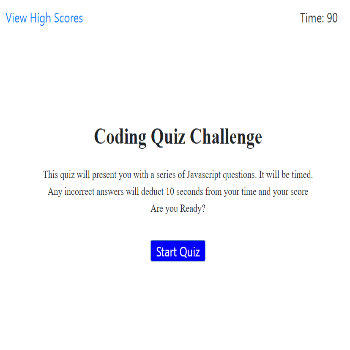 View High Scores
Time: 90
Coding Quiz Challenge
This quiz will present you with a series of Javascript questions. It will be timed.
Any incorrect answers will deduct 10 seconds from your time and your score
Are you Ready?
Start Quiz